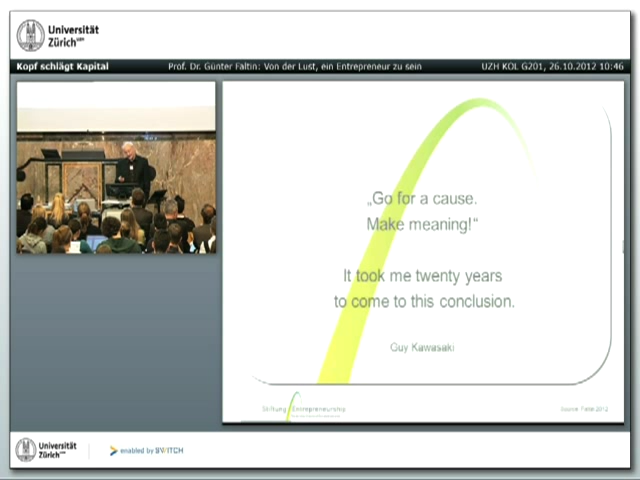 Universität
Zürich UZH
Kopf schlägt Kapital
Prof. Dr. Günter Faltin: Von der Lust, ein Entrepreneur zu sein
UZH KOL G201, 26.10.2012 10:46
„Go for a cause.
Make meaning!“
It took me twenty years
to come to this conclusion.
Guy Kawasaki
Stiftung Entrepreneurship
Source: Faltin 2012
Universität
Zürich UZH
enabled by SWITCH